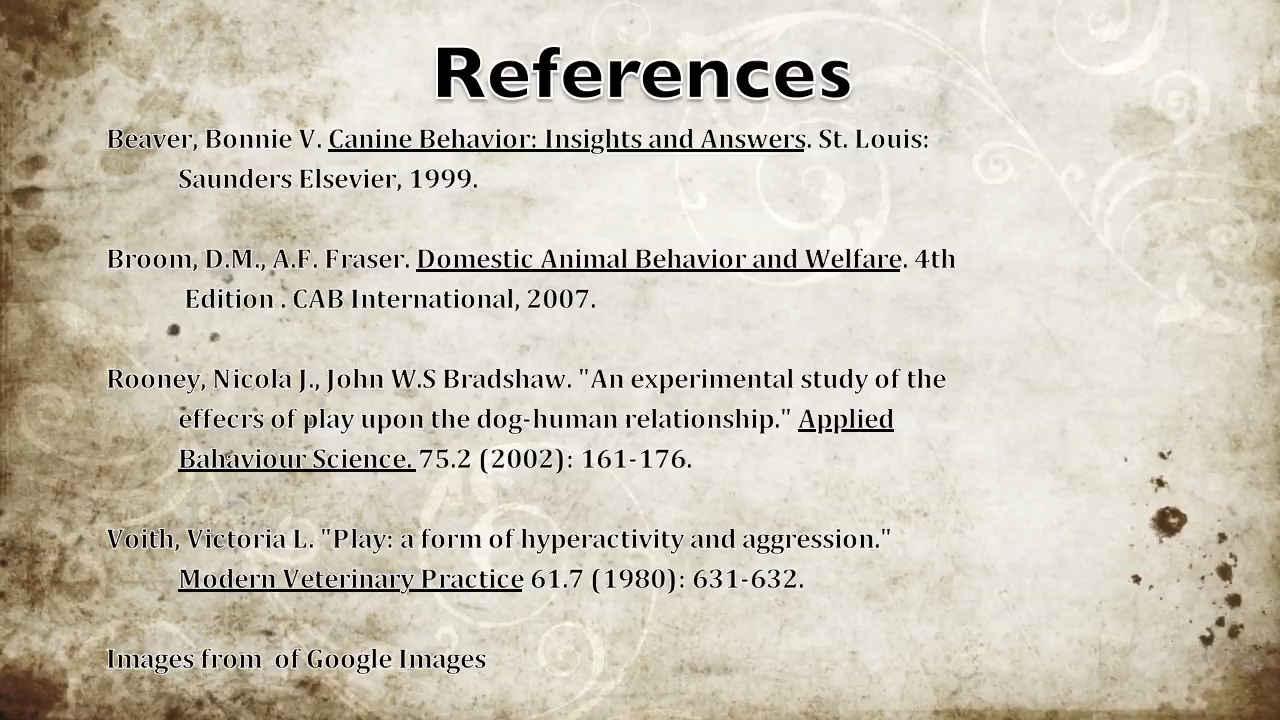 References
Beaver, Bonnie V. Canine Behavior: Insights and Answers. St. Louis:
Saunders Elsevier, 1999.
Broom, D.M., A.F. Fraser. Domestic Animal Behavior and Welfare. 4th
Edition . CAB International, 2007.
Rooney, Nicola J., John W.S Bradshaw. "An experimental study of the
effecrs of play upon the dog-human relationship." Applied
Bahaviour Science. 75.2 (2002): 161-176.
Voith, Victoria L. "Play: a form of hyperactivity and aggression."
Modern Veterinary Practice 61.7 (1980): 631-632.
Images from  of Google Images